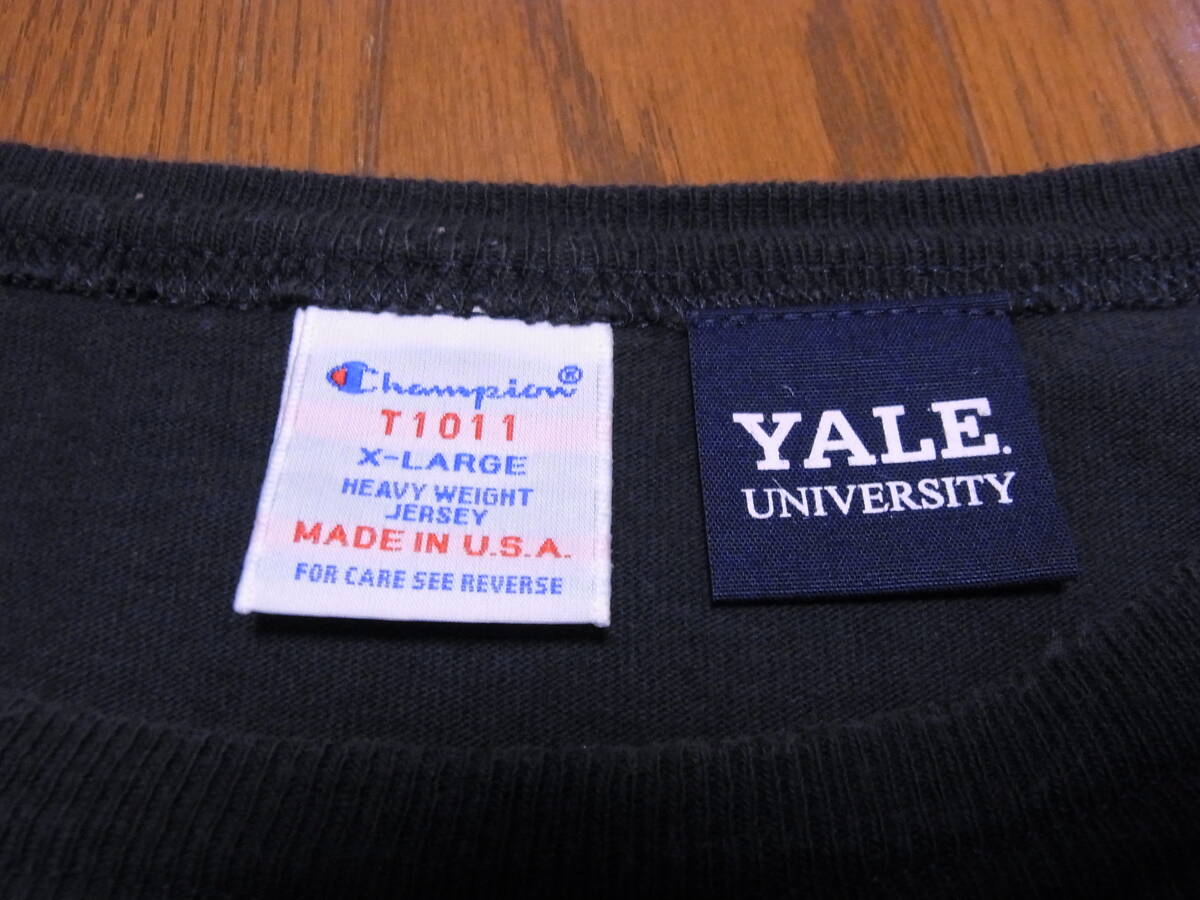 Champion®
T1011
X-LARGE
HEAVY WEIGHT
JERSEY
MADE IN U.S.A.
FOR CARE SEE REVERSE
YALE.
UNIVERSITY